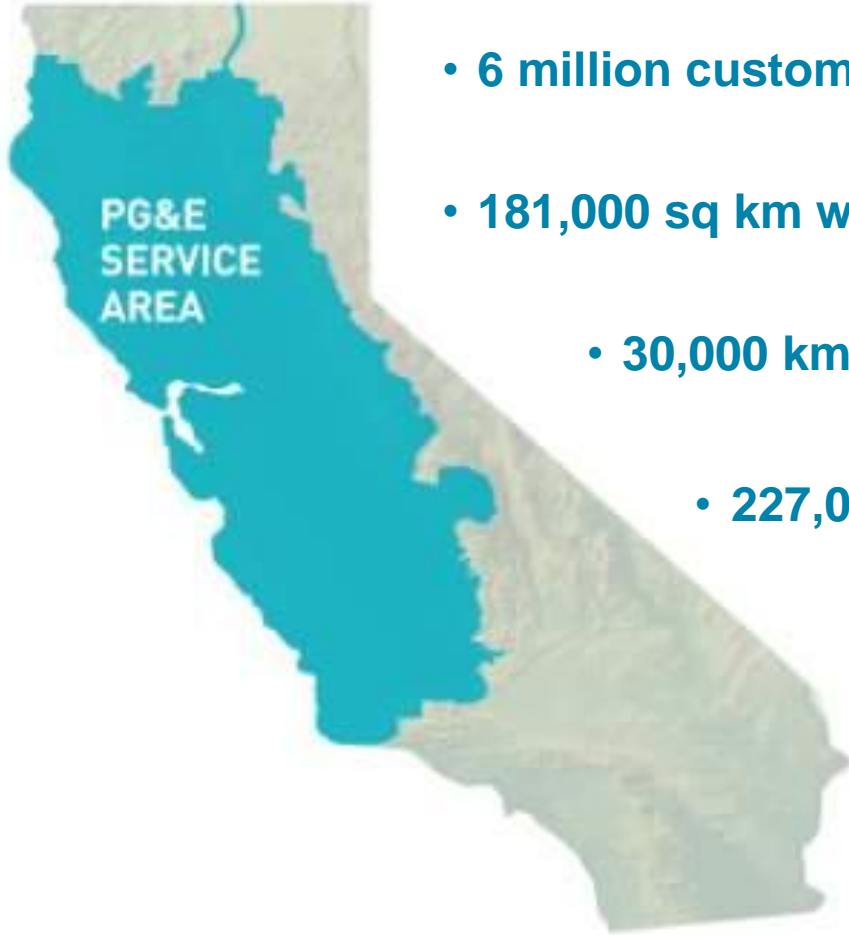 • 6 million custom
• 181,000 sq km w
• 30,000 km
• 227,0
PG&E
SERVICE
AREA